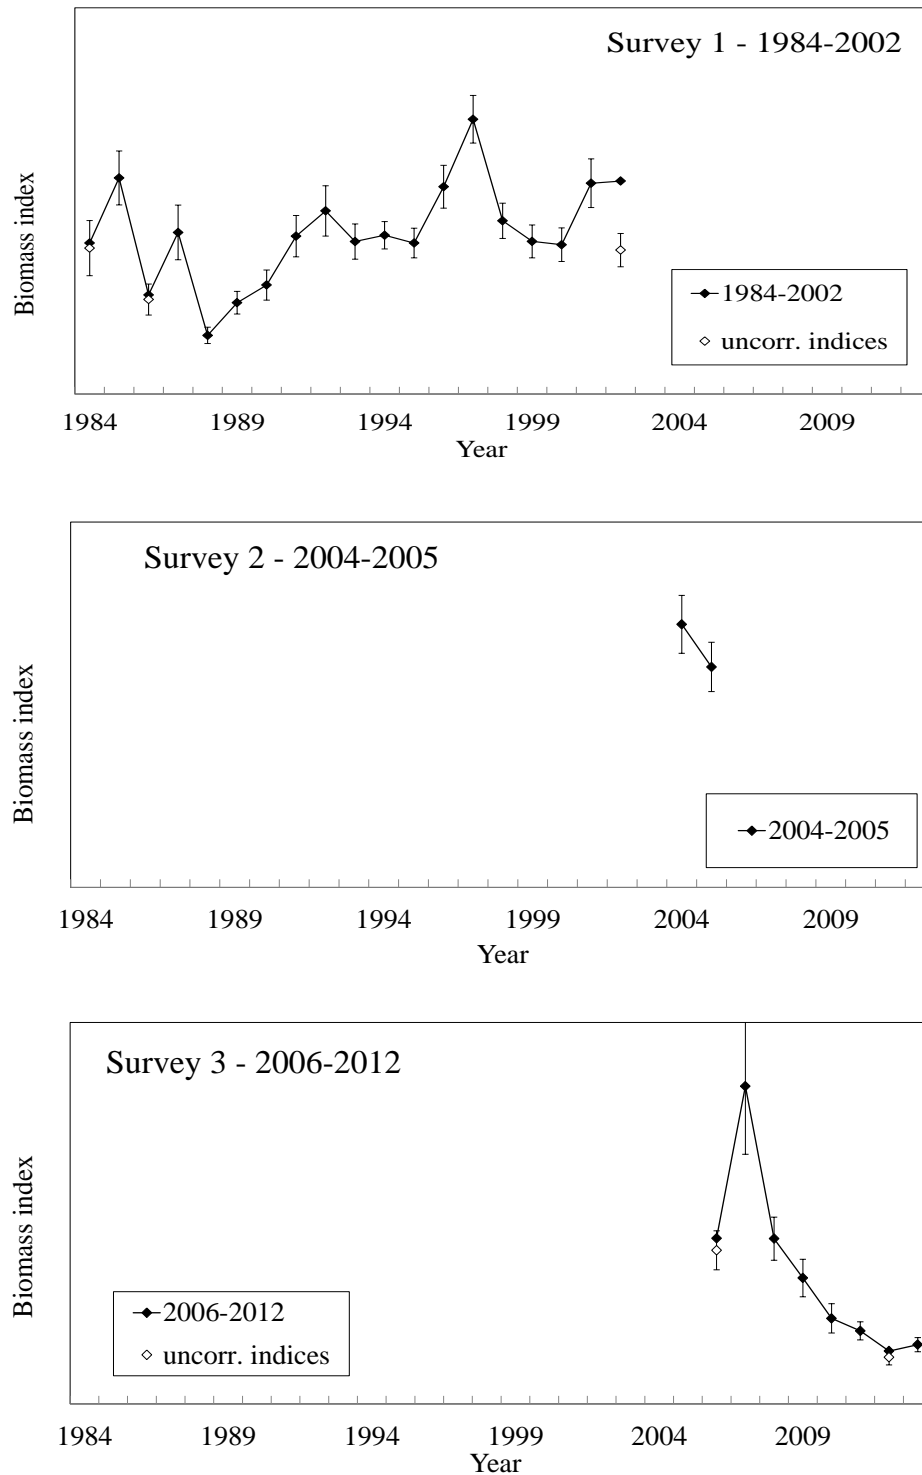 Survey 1 - 1984-2002
Biomass index
1984-2002
uncorr. indices
1984 1989 1994 1999 2004 2009
Year
Survey 2 - 2004-2005
Biomass index
2004-2005
1984 1989 1994 1999 2004 2009
Year
Survey 3 - 2006-2012
Biomass index
2006-2012
uncorr. indices
1984 1989 1994 1999 2004 2009
Year